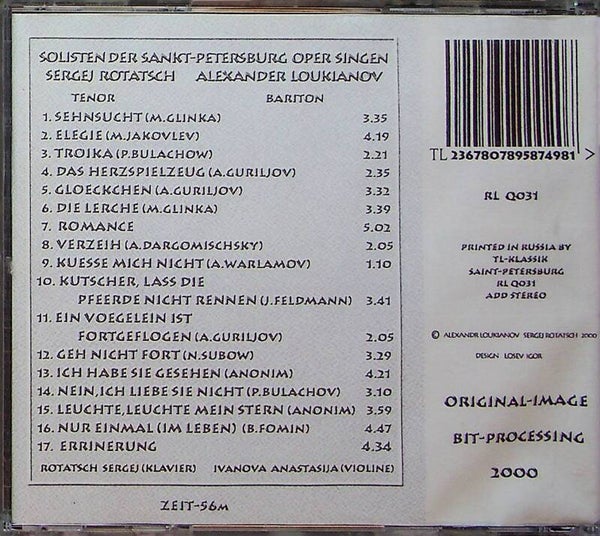 SOLISTEN DER SANKT-PETERSBURG OPER SINGEN
SERGEJ ROTATSCH ALEXANDER LOUKIANOV
TENOR BARITON
1. SEHNSUCHT (M.GLINKA) 3.35
2. ELEGIE (M.JAKOVLEV) 4.19
3. TROIKA (P.BULACHOW) 2.21
4. DAS HERZSPIELZEUG (A.GURILJOV) 2.35
5. GLOECKCHEN (A.GURILJOV) 3.32
6. DIE LERCHE (M.GLINKA) 3.39
7. ROMANCE 5.02
8. VERZEIH (A.DARGOMISCHSKY) 2.05
9. KUESSE MICH NICHT (A.WARLAMOV) 1.10
10. KUTSCHER, LASS DIE
PFEERDE NICHT RENNEN (J.FELDMANN) 3.41
11. EIN VOEGELEIN IST
FORTGEFLOGEN (A.GURILJOV) 2.05
12. GEH NICHT FORT (N.SUBOW) 3.29
13. ICH HABE SIE GESEHEN (ANONIM) 4.21
14. NEIN, ICH LIEBE SIE NICHT (P.BULACHOV) 3.10
15. LEUCHTE, LEUCHTE MEIN STERN (ANONIM) 3.59
16. NUR EINMAL (IM LEBEN) (B.FOMIN) 4.47
17. ERRINERUNG 4.34
ROTATSCH SERGEJ (KLAVIER) IVANOVA ANASTASIJA (VIOLINE)
ZEIT-56M
TL 2367807895874981 >
RL Q031
PRINTED IN RUSSIA BY
TL-KLASSIK
SAINT-PETERSBURG
RL Q031
ADD STEREO
© ALEXANDR LOUKIANOV SERGEJ ROTATSCH 2000
DESIGN LOSEV IGOR
ORIGINAL-IMAGE
BIT-PROCESSING
2000